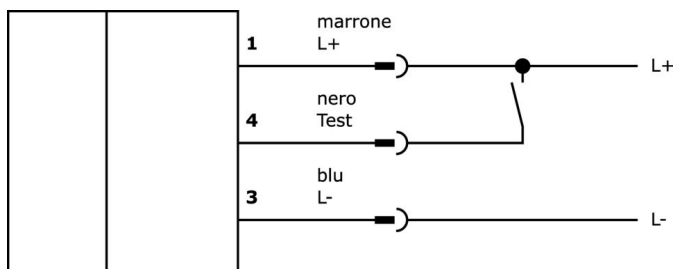 marrone
1 L+ L+
nero
4 Test
blu
3 L- L-